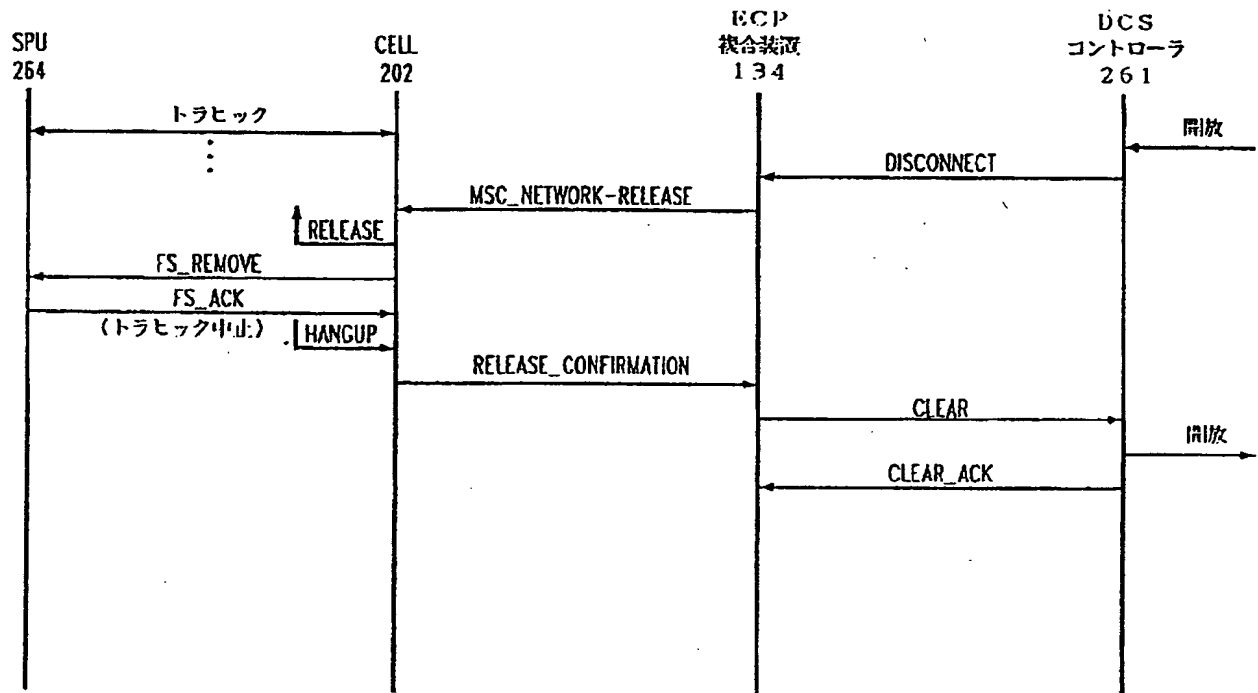 SPU
264
CELL
202
ECP
複合装置
134
DCS
コントローラ
261
トラヒック
開放
DISCONNECT
MSC_NETWORK-RELEASE
RELEASE
FS_REMOVE
FS_ACK
(トラヒック中止)
HANGUP
RELEASE_CONFIRMATION
CLEAR
開放
CLEAR_ACK